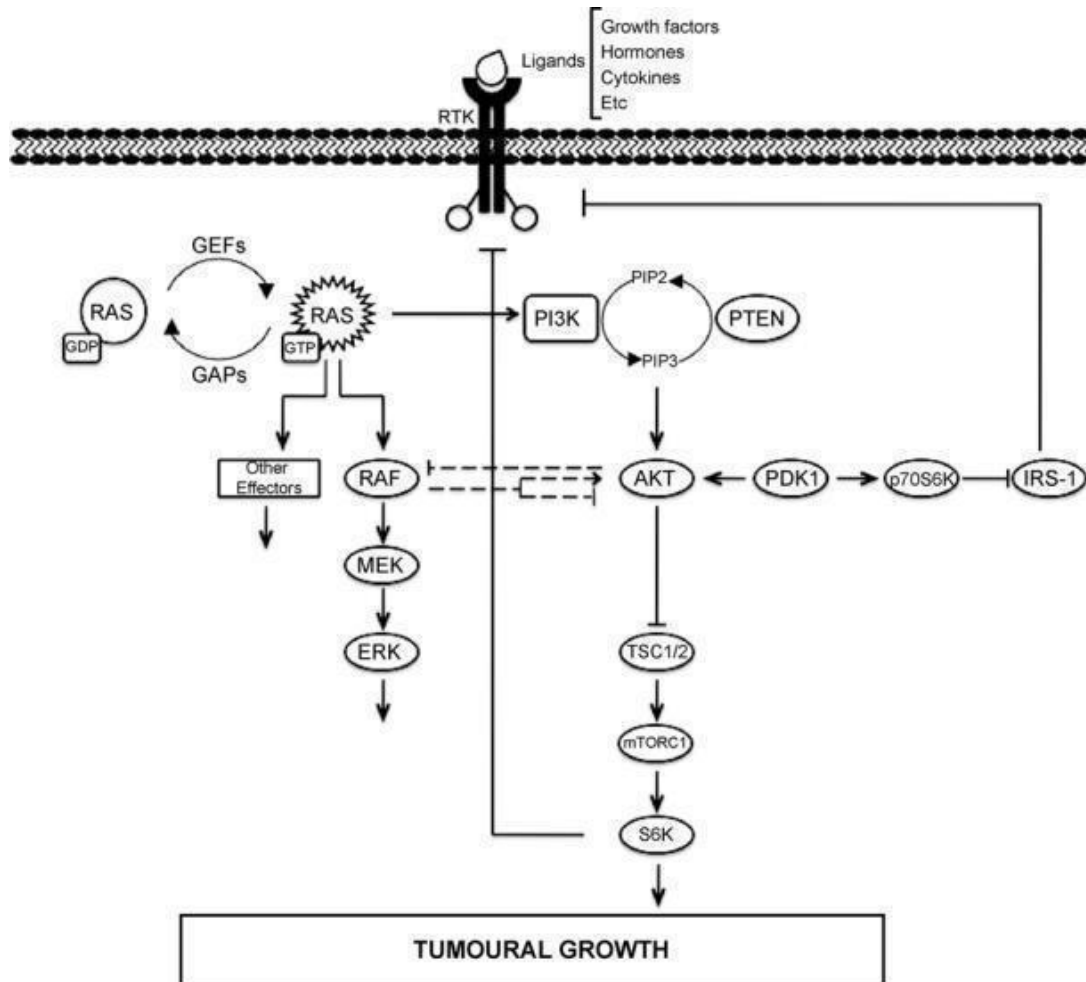 Growth factors
Ligands
Hormones
Cytokines
Etc
RTK
GEFs
RAS
GDP
RAS
GTP
GAPs
PI3K
PIP2
PIP3
PTEN
Other
Effectors
RAF
AKT
PDK1
p70S6K
IRS-1
MEK
ERK
TSC1/2
mTORC1
S6K
TUMOURAL GROWTH